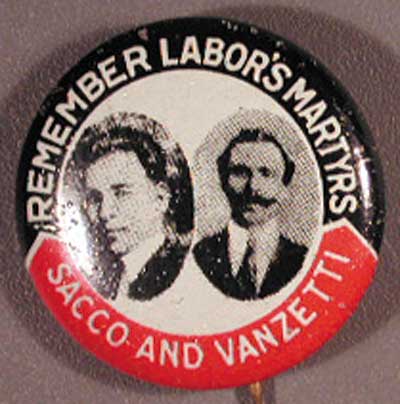 REMEMBER LABOR'S MARTYRS
SACCO AND VANZETTI